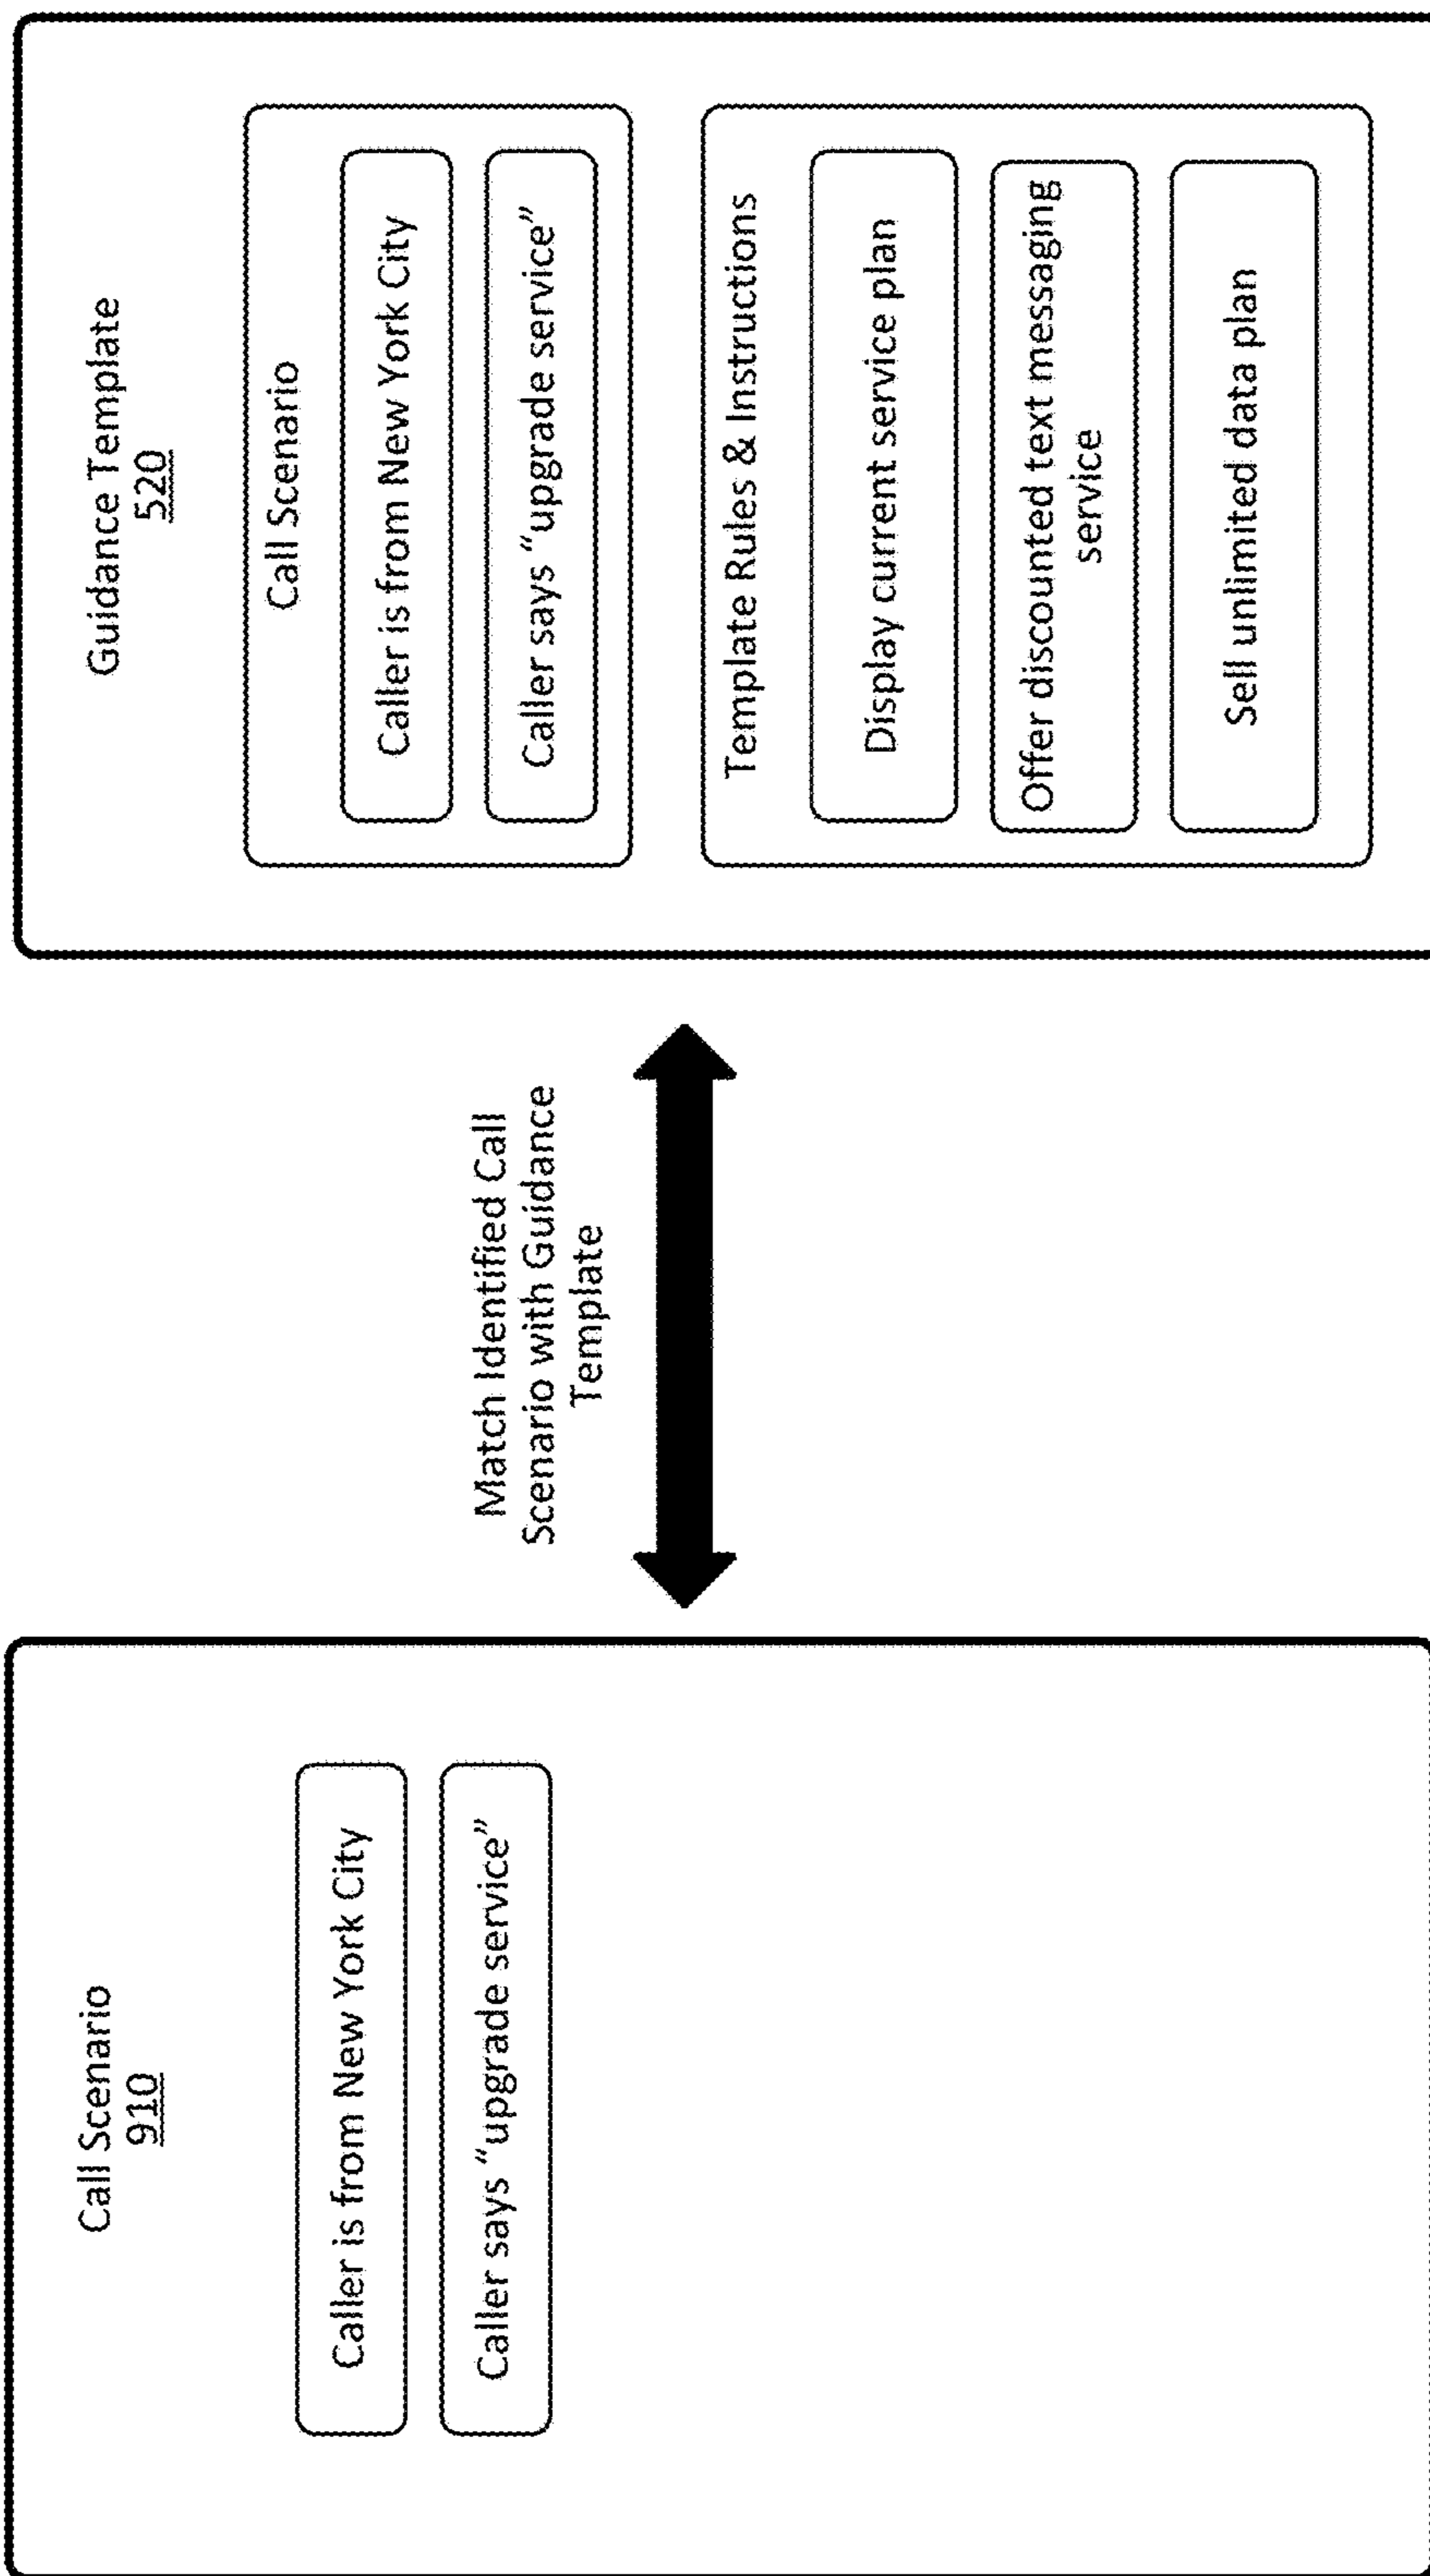 Call Scenario
910
Caller is from New York City
Caller says “upgrade service”
Match Identified Call
Scenario with Guidance
Template
Guidance Template
520
Call Scenario
Caller is from New York City
Caller says “upgrade service”
Template Rules & Instructions
Display current service plan
Offer discounted text messaging
service
Sell unlimited data plan